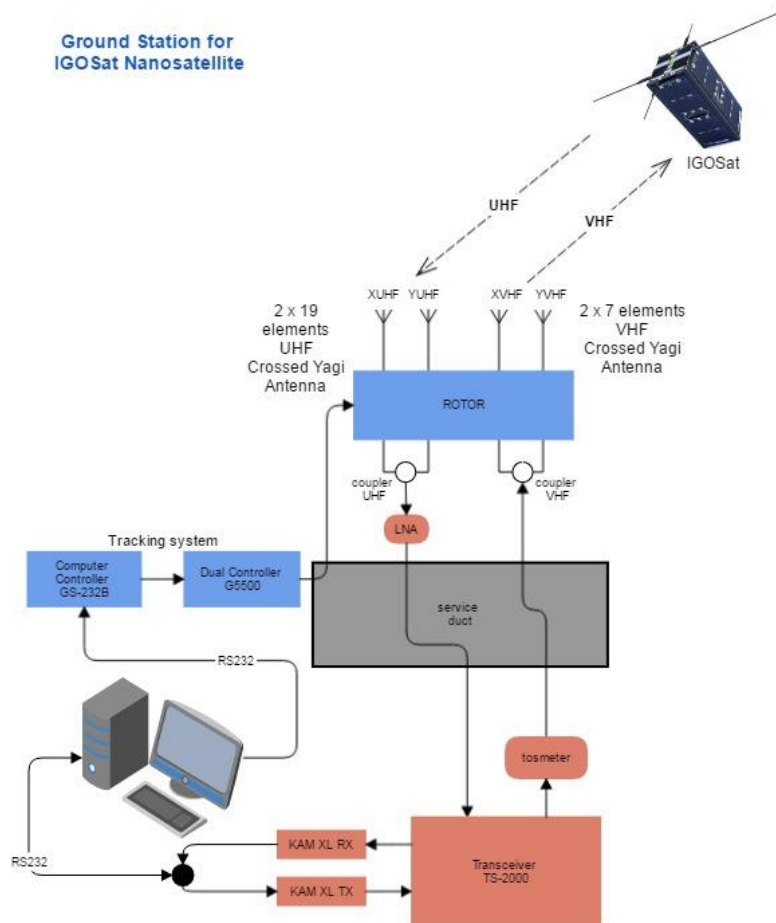 Ground Station for
IGOSat Nanosatellite
IGOSat
UHF
VHF
XUHF YUHF XVHF YVHF
2 x 19
elements
UHF
Crossed Yagi
Antenna
2 x 7 elements
VHF
Crossed Yagi
Antenna
ROTOR
coupler
UHF
coupler
VHF
LNA
Tracking system
Computer
Controller
GS-232B
Dual Controller
G5500
service
duct
RS232
tosmeter
RS232
KAM XL RX
KAM XL TX
Transceiver
TS-2000